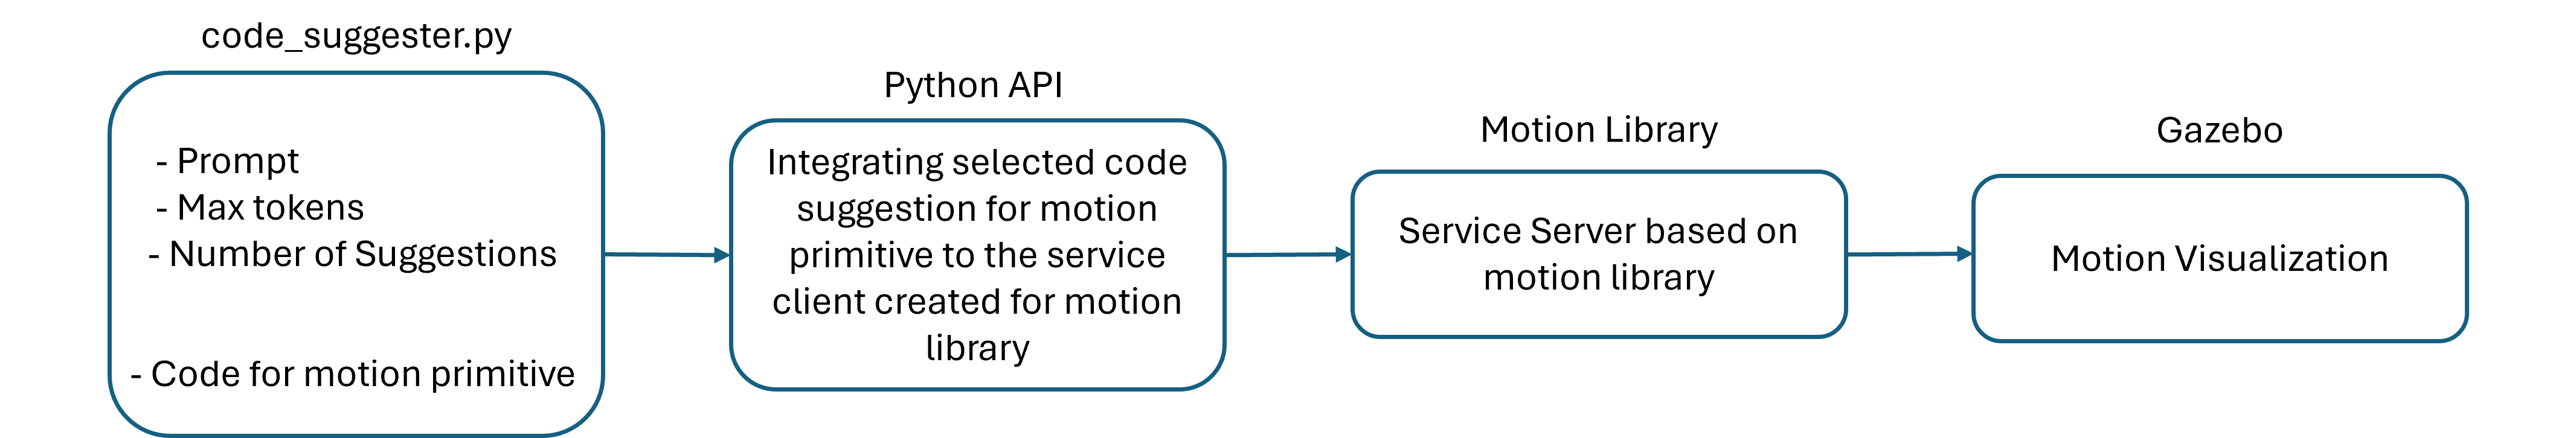 code_suggester.py
- Prompt
- Max tokens
- Number of Suggestions
- Code for motion primitive
Python API
Integrating selected code
suggestion for motion
primitive to the service
client created for motion
library
Motion Library
Service Server based on
motion library
Gazebo
Motion Visualization